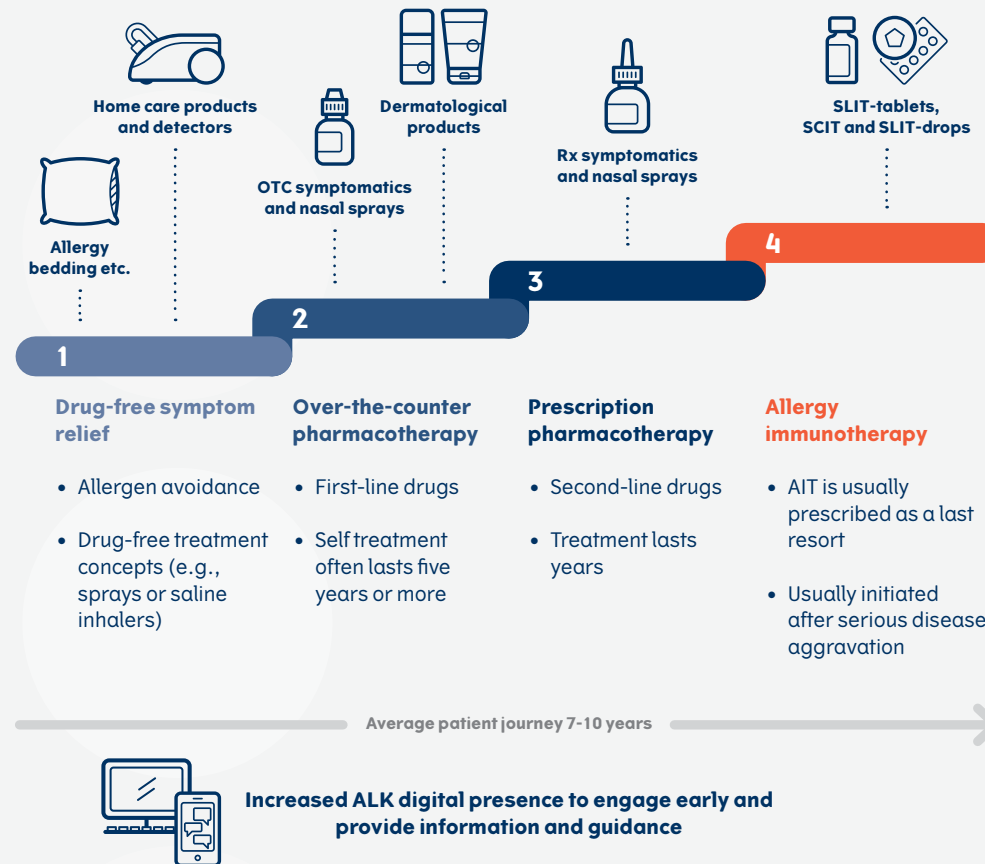 Home care products
and detectors
Dermatological
products
SLIT-tablets,
SCIT and SLIT-drops
Rx symptomatics
and nasal sprays
OTC symptomatics
and nasal sprays
Allergy
bedding etc.
1
2
3
4
Drug-free symptom
relief
• Allergen avoidance
• Drug-free treatment
concepts (e.g.,
sprays or saline
inhalers)
Over-the-counter
pharmacotherapy
• First-line drugs
• Self treatment
often lasts five
years or more
Prescription
pharmacotherapy
• Second-line drugs
• Treatment lasts
years
Allergy
immunotherapy
• AIT is usually
prescribed as a last
resort
• Usually initiated
after serious disease
aggravation
Average patient journey 7-10 years
Increased ALK digital presence to engage early and
provide information and guidance